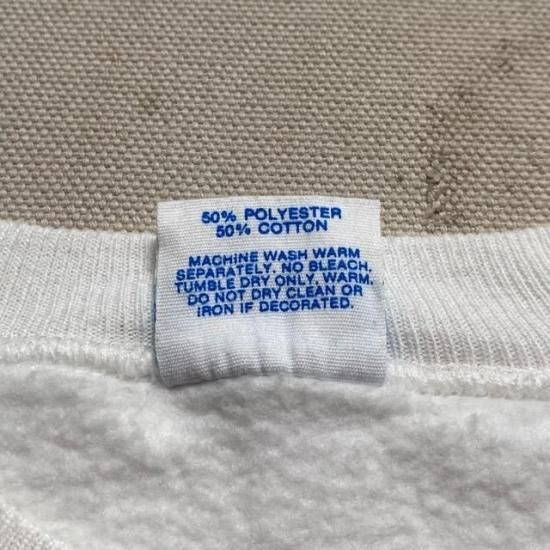 50% POLYESTER
50% COTTON
MACHINE WASH WARM
SEPARATELY. NO BLEACH.
TUMBLE DRY ONLY, WARM.
DO NOT DRY CLEAN OR
IRON IF DECORATED.